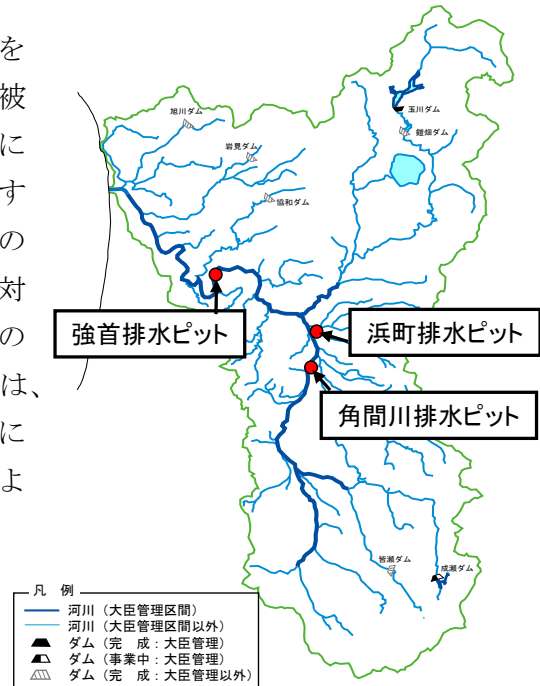 を
被
に
す
の
対
の
は、
に
よ
玉川ダム
鎧畑ダム
旭川ダム
岩見ダム
協和ダム
強首排水ピット
浜町排水ピット
角間川排水ピット
皆瀬ダム
成瀬ダム
凡 例
河川（大臣管理区間）
河川（大臣管理区間以外）
ダム（完 成：大臣管理）
ダム（事業中：大臣管理）
ダム（完 成：大臣管理以外）